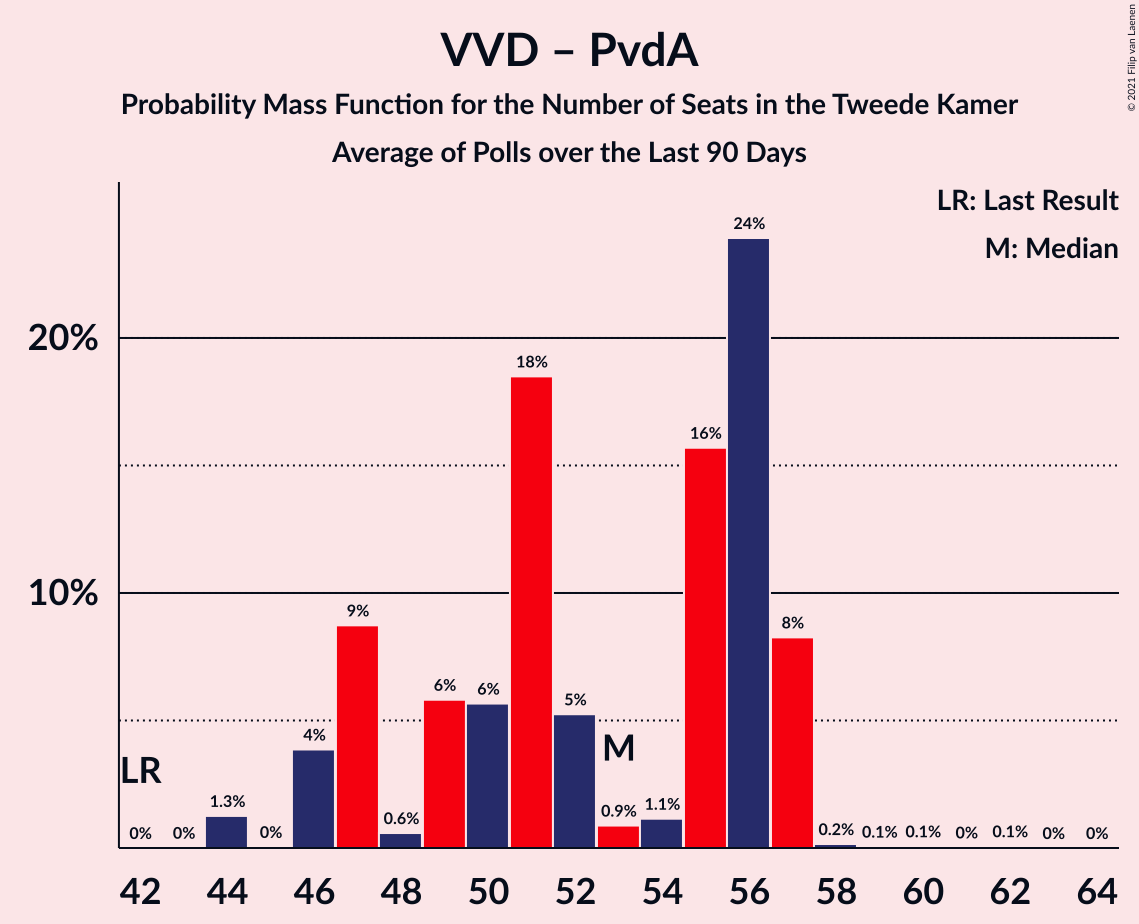 VVD – PvdA
Probability Mass Function for the Number of Seats in the Tweede Kamer
Average of Polls over the Last 90 Days
© 2021 Filip van Laenen
LR: Last Result
M: Median
24%
20%
18%
16%
10%
9%
8%
6%
6%
5%
4%
M
LR
1.3%
1.1%
0.9%
0.6%
0.2%
0%
0%
0%
0.1%
0.1%
0%
0.1%
0%
0%
42 44 46 48 50 52 54 56 58 60 62 64